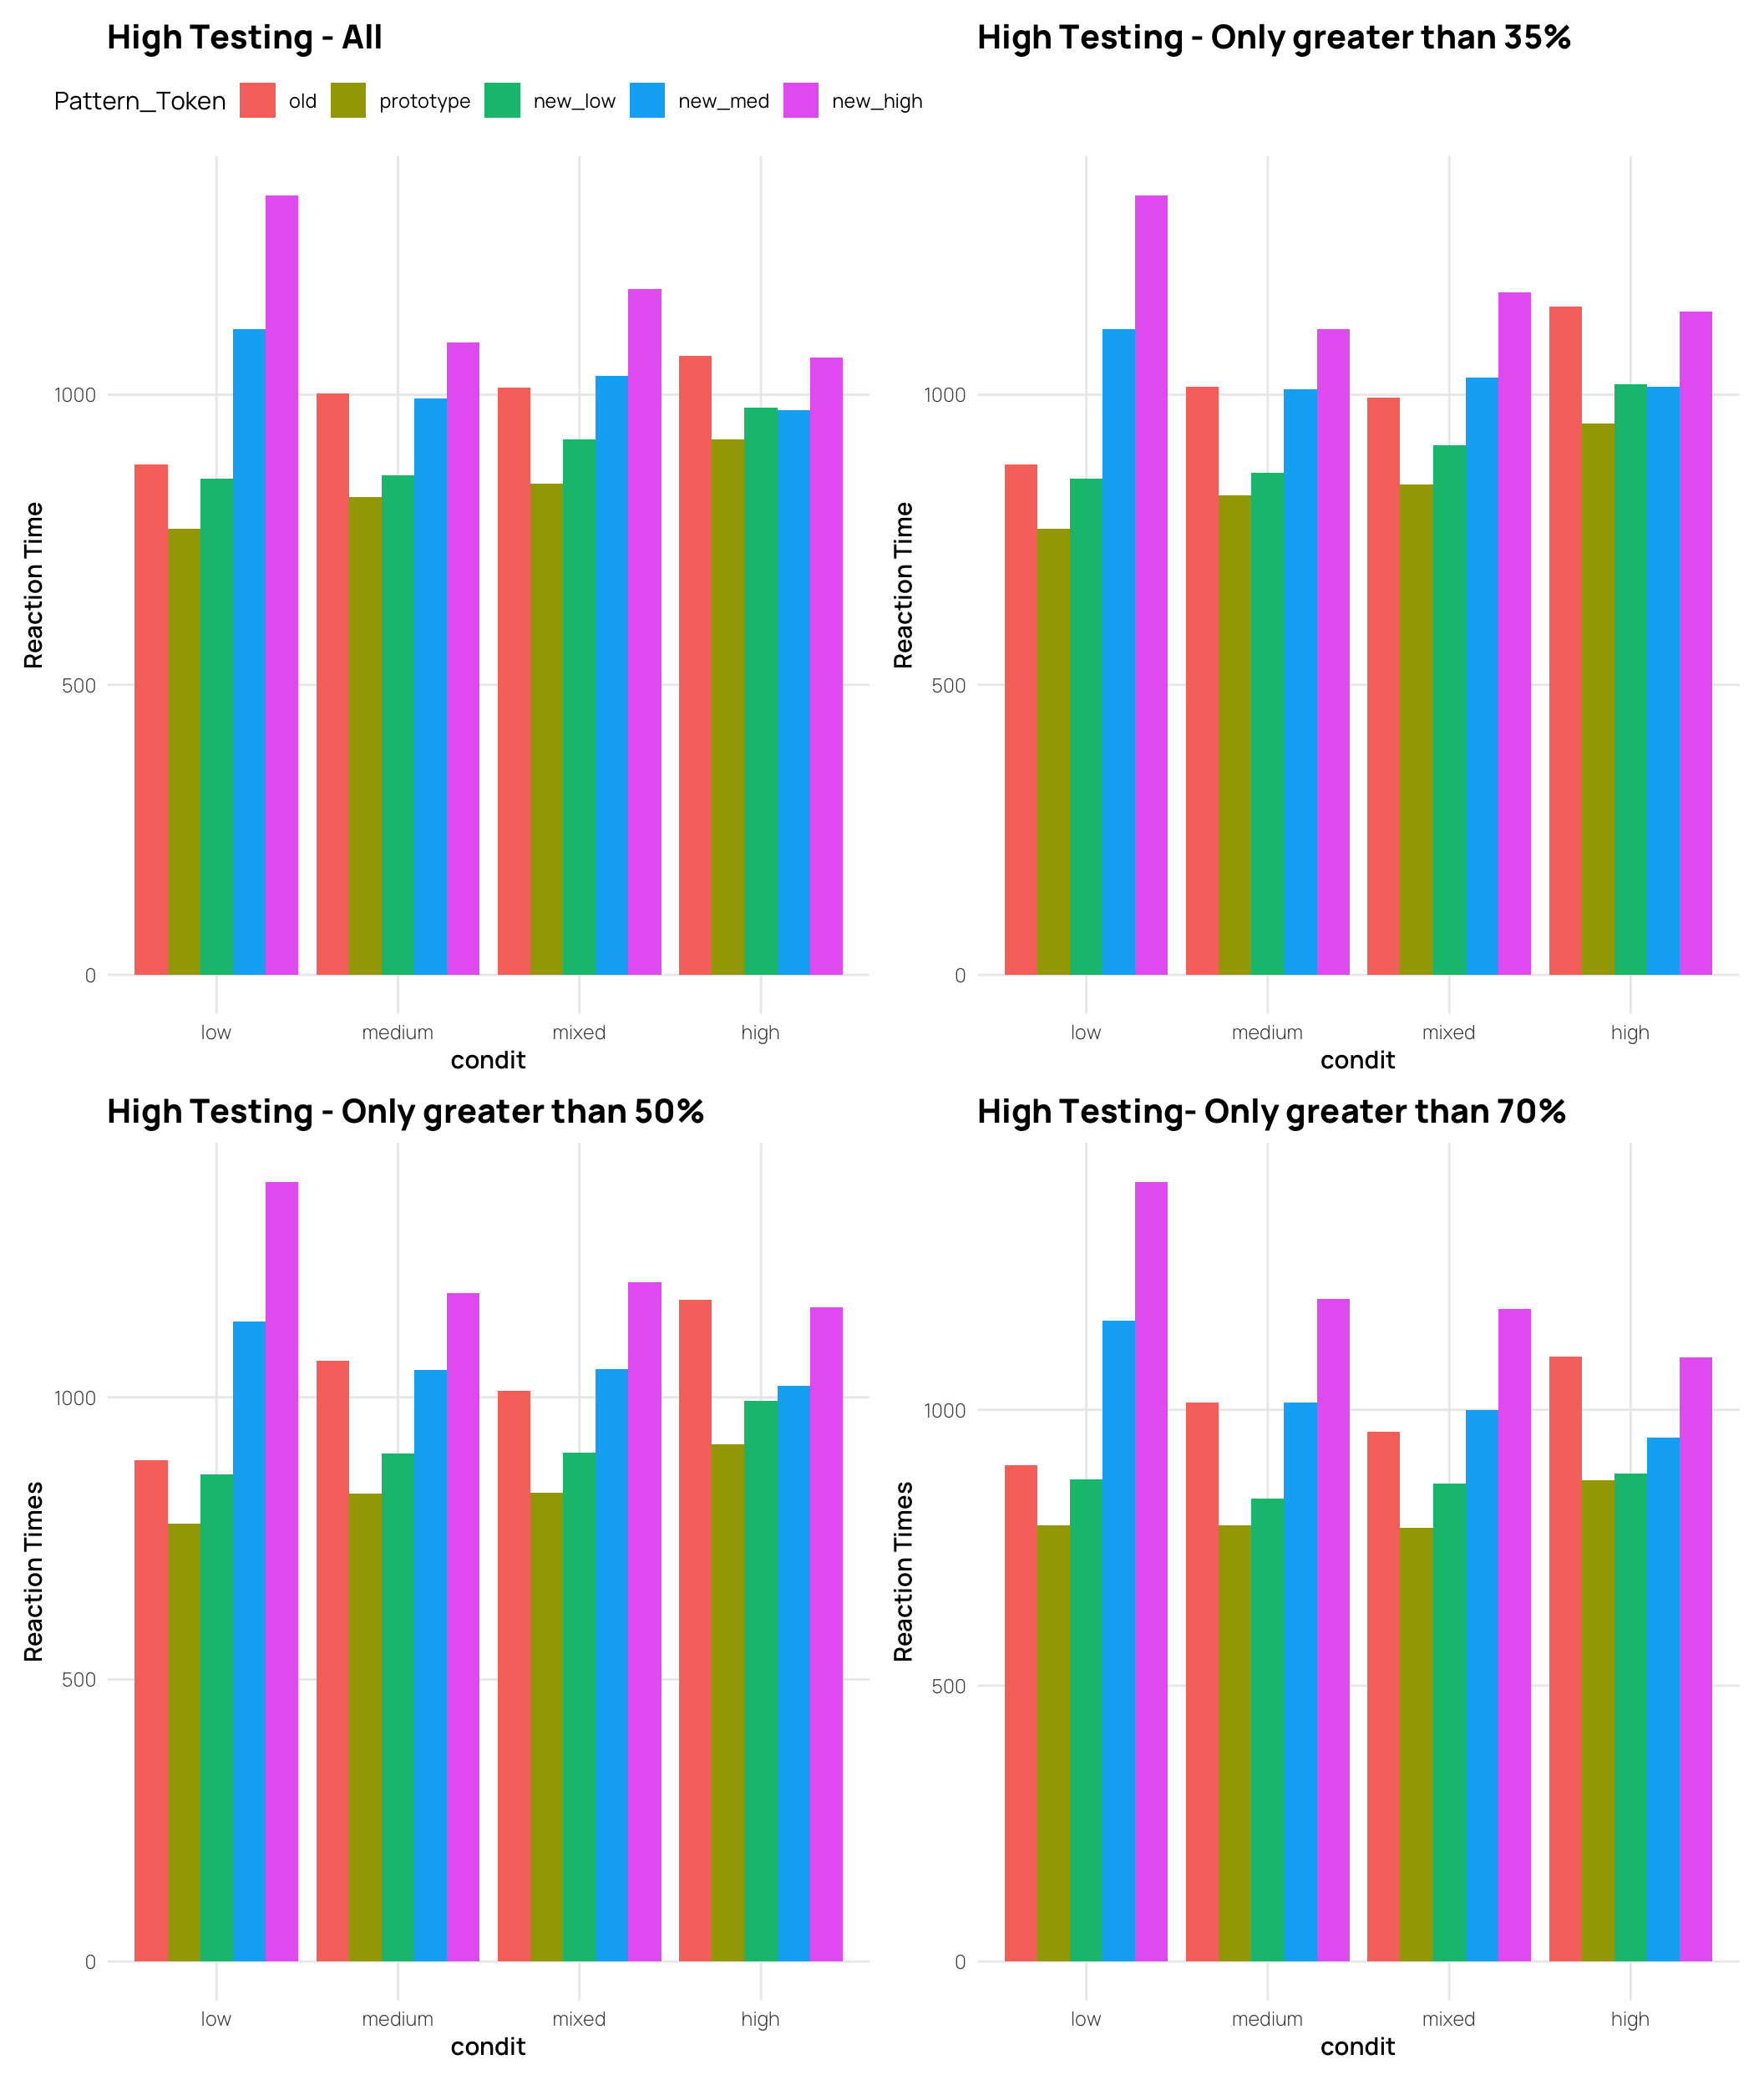 High Testing - All
Pattern_Token old prototype new_low new_med new_high
Reaction Time
1000
500
0
low medium mixed high
condit
High Testing - Only greater than 35%
Reaction Time
1000
500
0
low medium mixed high
condit
High Testing - Only greater than 50%
Reaction Times
1000
500
0
low medium mixed high
condit
High Testing- Only greater than 70%
Reaction Times
1000
500
0
low medium mixed high
condit